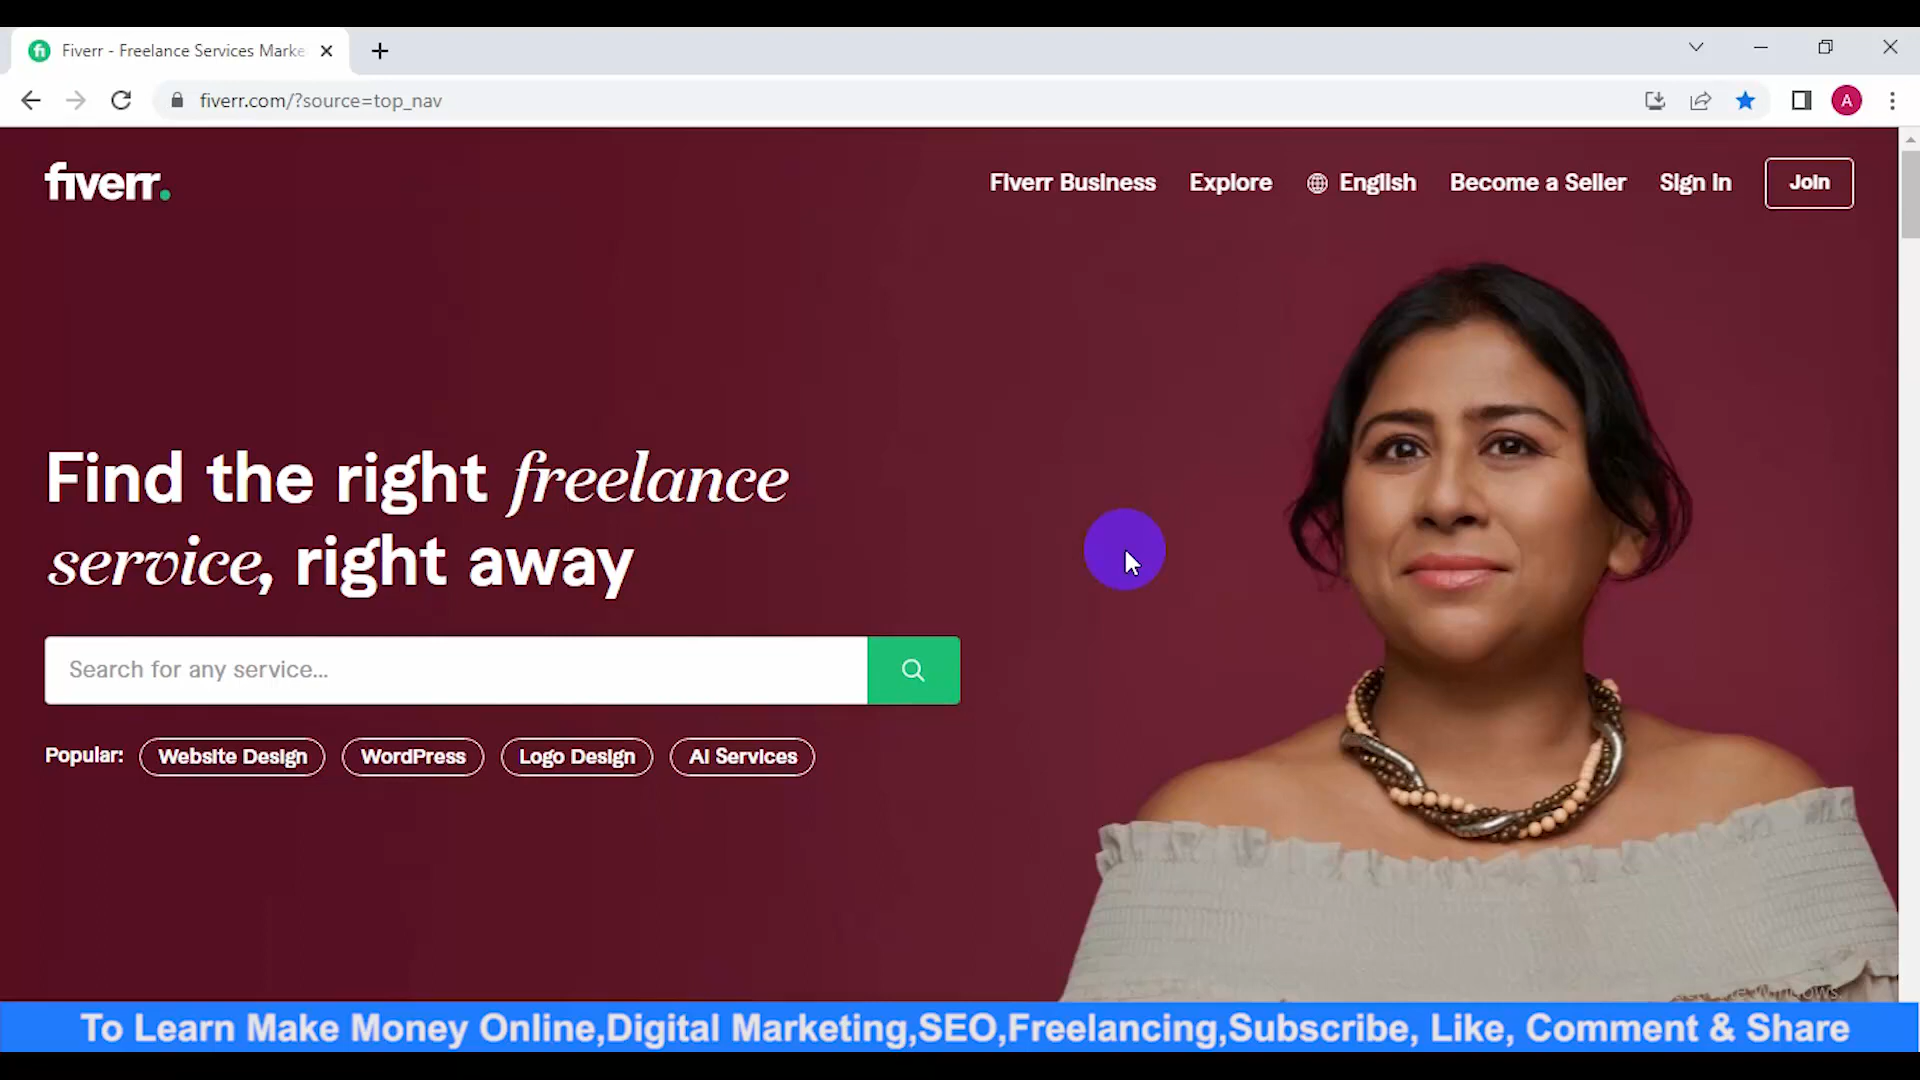 Fiverr - Freelance Services Marke
fiverr.com/?source=top_nav
A
fiverr.
Fiverr Business
Explore
English
Become a Seller
Sign in
Join
Find the right freelance
service, right away
Search for any service...
Popular:
Website Design
WordPress
Logo Design
AI Services
To Learn Make Money Online,Digital Marketing,SEO,Freelancing,Subscribe, Like, Comment & Share